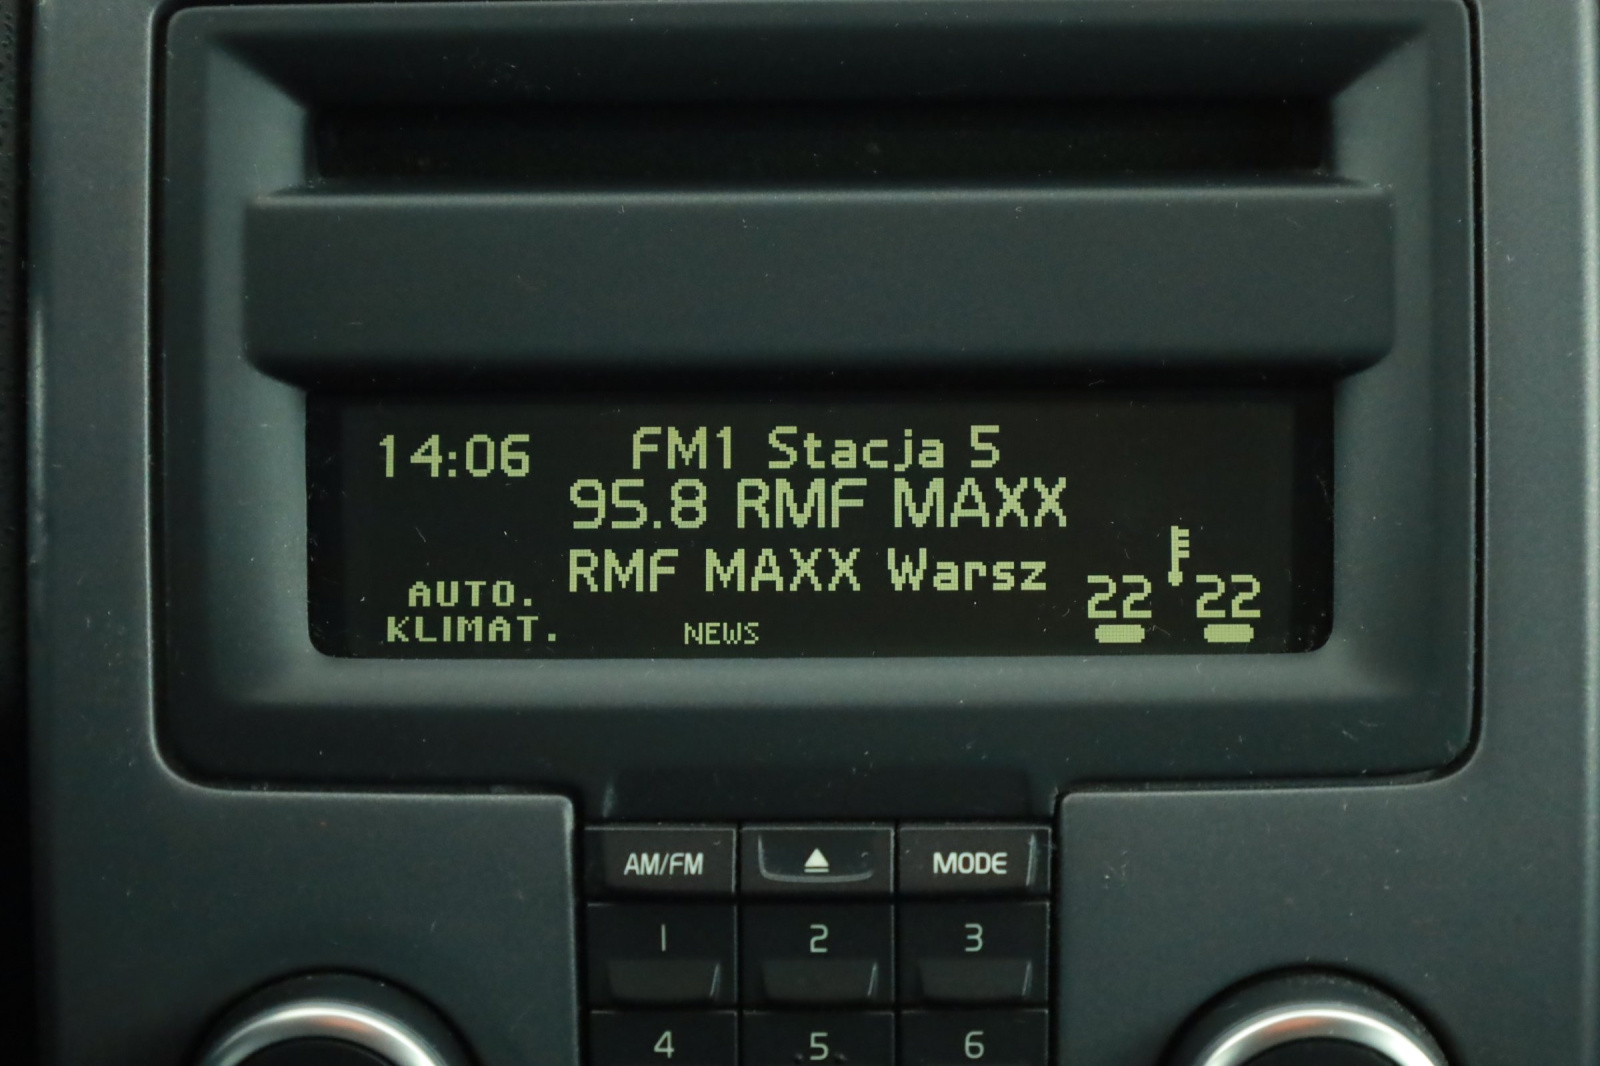 14:06
FM1 Stacja 5
95.8 RMF MAXX
RMF MAXX Warsz
AUTO.
KLIMAT.
NEWS
22 22
AM/FM MODE
1 2 3
4 5 6